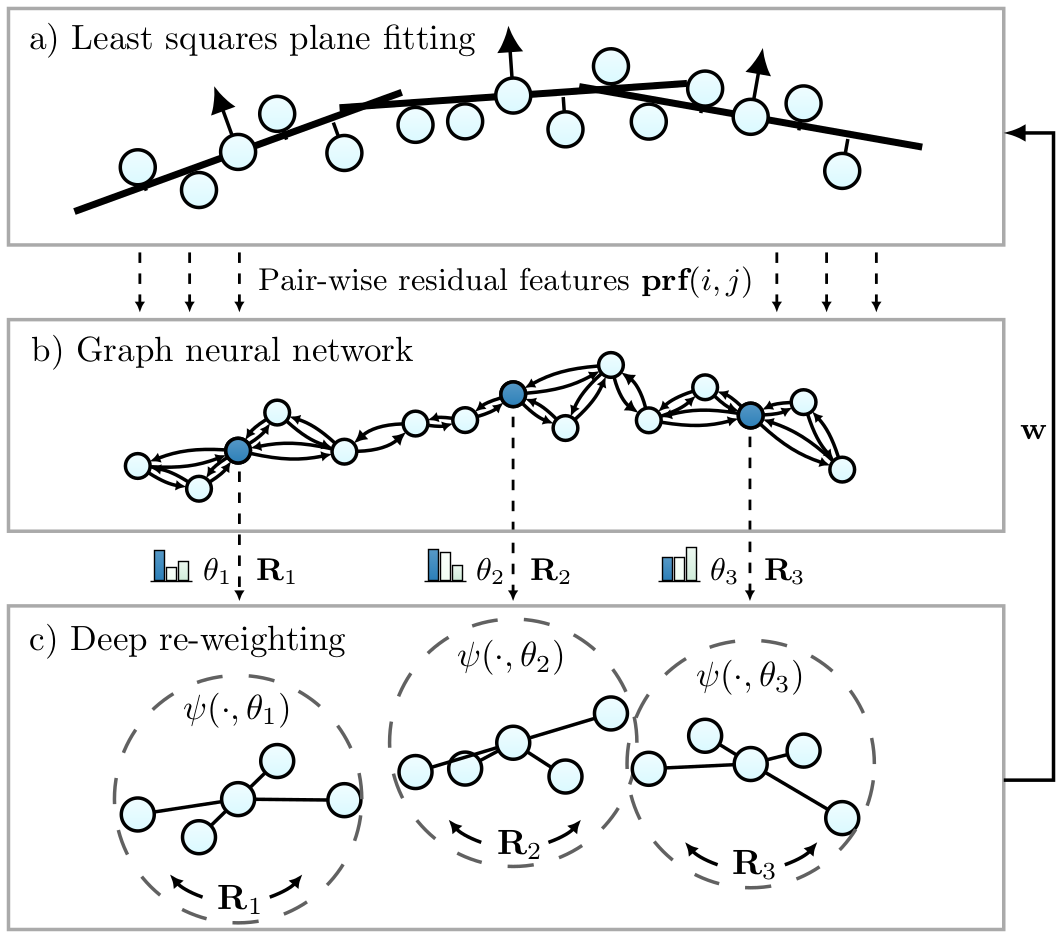 a) Least squares plane fitting
Pair-wise residual features prf(i, j)
b) Graph neural network
w
θ₁ R₁
θ₂ R₂
θ₃ R₃
c) Deep re-weighting
ψ(·, θ₁)
ψ(·, θ₂)
ψ(·, θ₃)
R₁
R₂
R₃